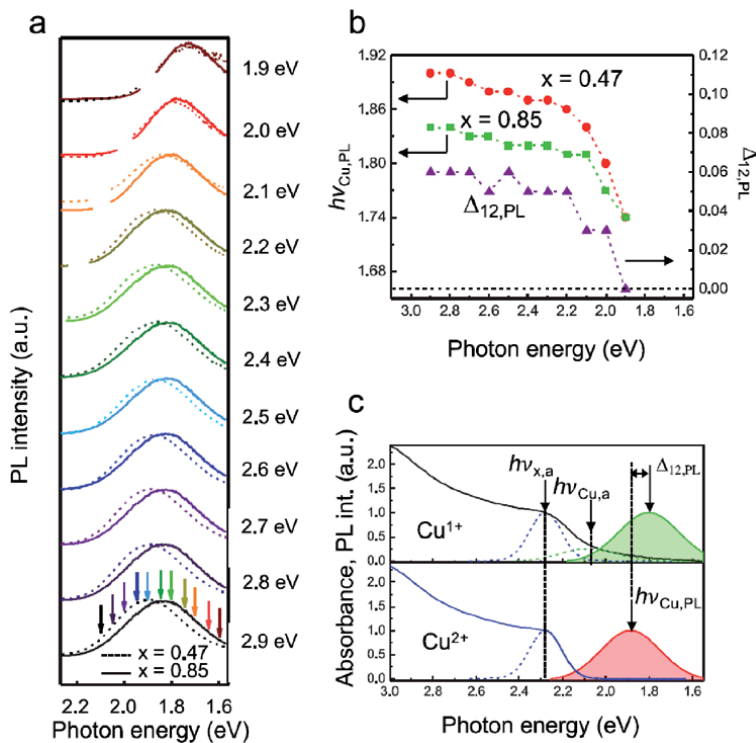 a
1.9 eV
2.0 eV
2.1 eV
2.2 eV
2.3 eV
2.4 eV
2.5 eV
2.6 eV
2.7 eV
2.8 eV
2.9 eV
x = 0.47
x = 0.85
PL intensity (a.u.)
2.2 2.0 1.8 1.6
Photon energy (eV)
b
1.92
1.86
1.80
1.74
1.68
hνCu,PL
x = 0.47
x = 0.85
Δ12,PL
0.12
0.10
0.08
0.06
0.04
0.02
0.00
Δ12,PL
3.0 2.8 2.6 2.4 2.2 2.0 1.8 1.6
Photon energy (eV)
c
Absorbance, PL int. (a.u.)
2.0
1.5
1.0
0.5
0.0
hνx,a
hνCu,a
Δ12,PL
Cu1+
2.0
1.5
1.0
0.5
0.0
hνCu,PL
Cu2+
3.0 2.8 2.6 2.4 2.2 2.0 1.8 1.6
Photon energy (eV)